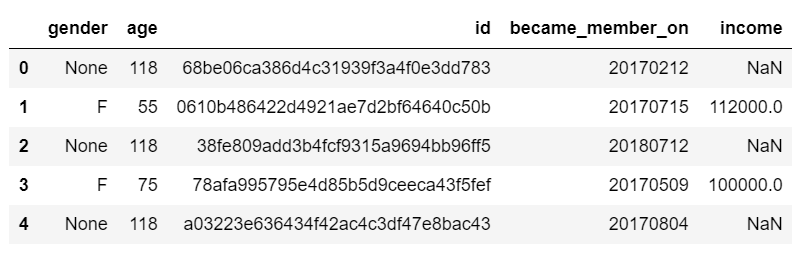 gender age id became_member_on income
0 None 118 68be06ca386d4c31939f3a4f0e3dd783 20170212 NaN
1 F 55 0610b486422d4921ae7d2bf64640c50b 20170715 112000.0
2 None 118 38fe809add3b4fcf9315a9694bb96ff5 20180712 NaN
3 F 75 78afa995795e4d85b5d9ceeca43f5fef 20170509 100000.0
4 None 118 a03223e636434f42ac4c3df47e8bac43 20170804 NaN